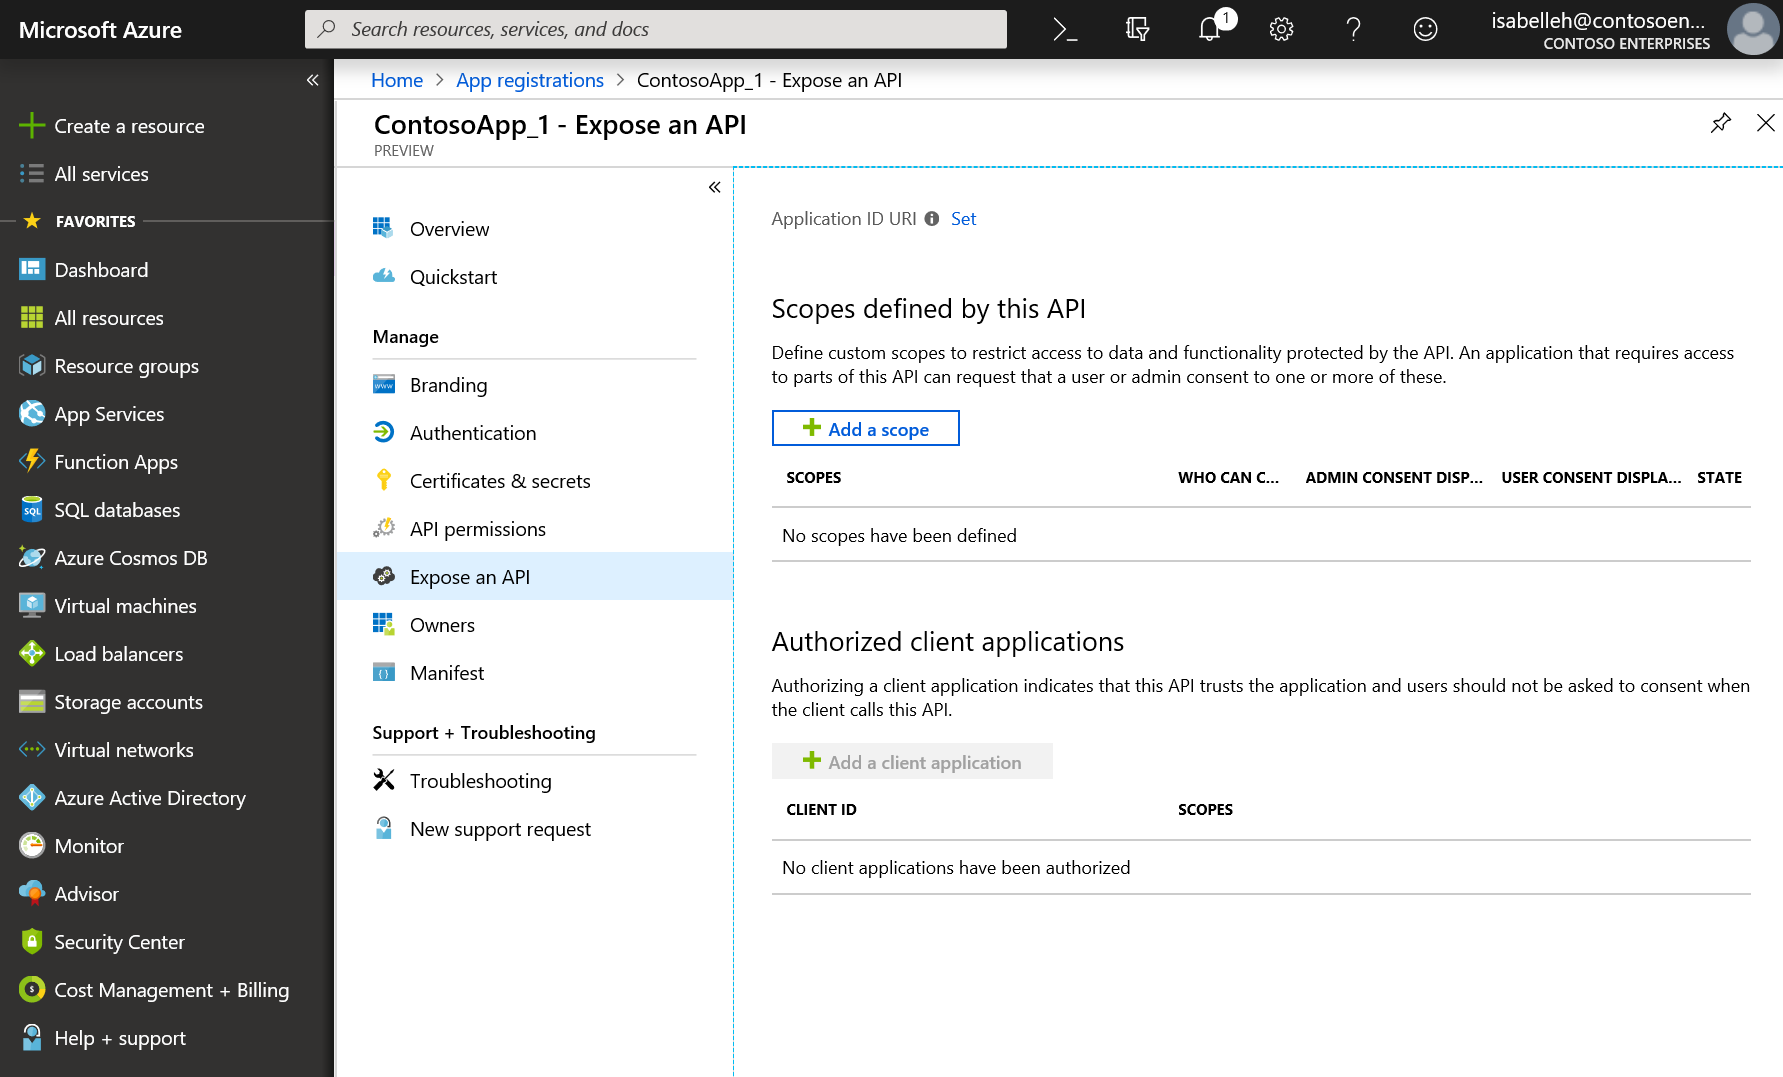 Microsoft Azure
Search resources, services, and docs
1
isabelleh@contosoen...
CONTOSO ENTERPRISES
Create a resource
All services
FAVORITES
Dashboard
All resources
Resource groups
App Services
Function Apps
SQL databases
Azure Cosmos DB
Virtual machines
Load balancers
Storage accounts
Virtual networks
Azure Active Directory
Monitor
Advisor
Security Center
Cost Management + Billing
Help + support
Home > App registrations > ContosoApp_1 - Expose an API
ContosoApp_1 - Expose an API
PREVIEW
Overview
Quickstart
Manage
Branding
Authentication
Certificates & secrets
API permissions
Expose an API
Owners
Manifest
Support + Troubleshooting
Troubleshooting
New support request
Application ID URI Set
Scopes defined by this API
Define custom scopes to restrict access to data and functionality protected by the API. An application that requires access
to parts of this API can request that a user or admin consent to one or more of these.
Add a scope
SCOPES WHO CAN C... ADMIN CONSENT DISP... USER CONSENT DISPLA... STATE
No scopes have been defined
Authorized client applications
Authorizing a client application indicates that this API trusts the application and users should not be asked to consent when
the client calls this API.
Add a client application
CLIENT ID SCOPES
No client applications have been authorized